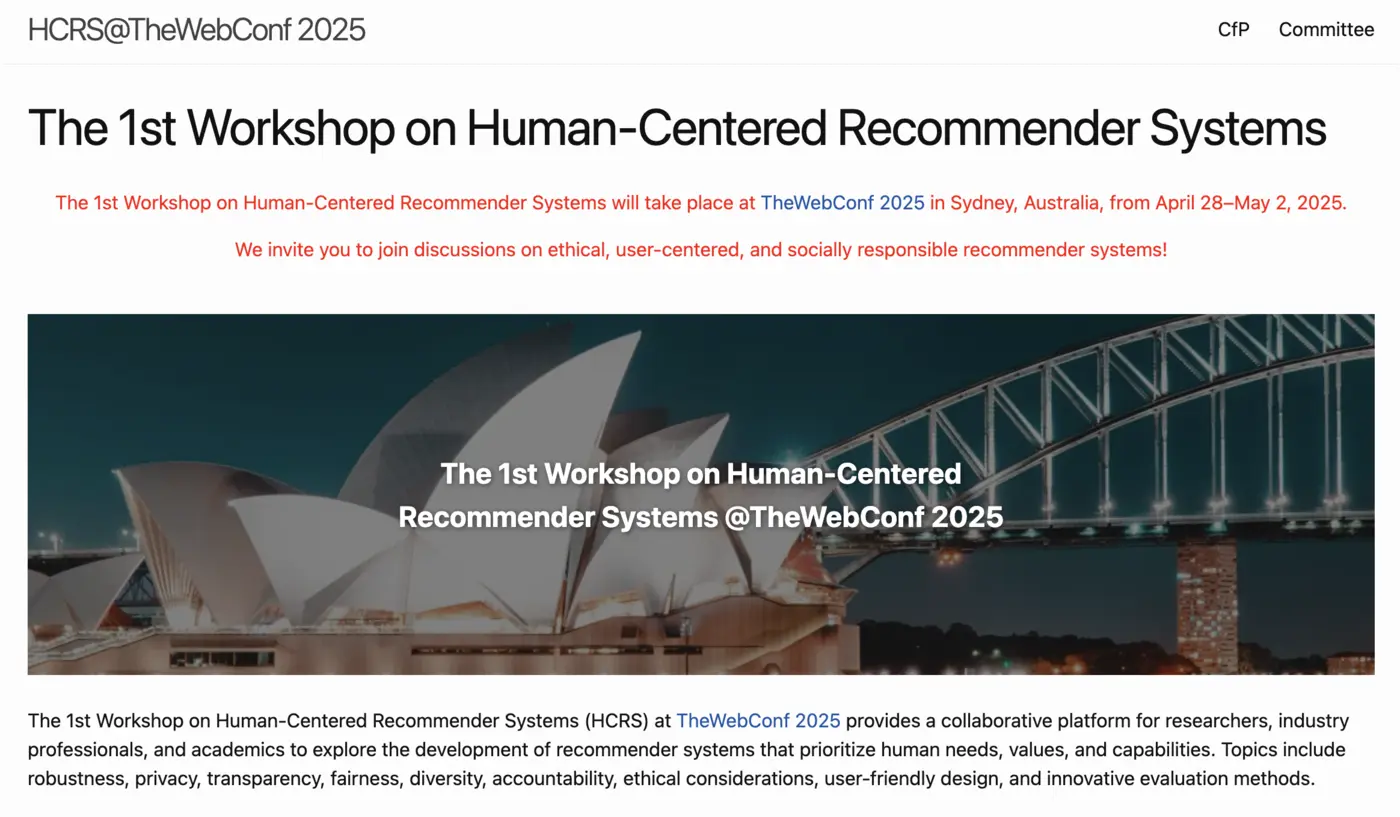 HCRS@TheWebConf 2025
CfP
Committee
The 1st Workshop on Human-Centered Recommender Systems
The 1st Workshop on Human-Centered Recommender Systems will take place at TheWebConf 2025 in Sydney, Australia, from April 28–May 2, 2025.
We invite you to join discussions on ethical, user-centered, and socially responsible recommender systems!
The 1st Workshop on Human-Centered
Recommender Systems @TheWebConf 2025
The 1st Workshop on Human-Centered Recommender Systems (HCRS) at TheWebConf 2025 provides a collaborative platform for researchers, industry
professionals, and academics to explore the development of recommender systems that prioritize human needs, values, and capabilities. Topics include
robustness, privacy, transparency, fairness, diversity, accountability, ethical considerations, user-friendly design, and innovative evaluation methods.